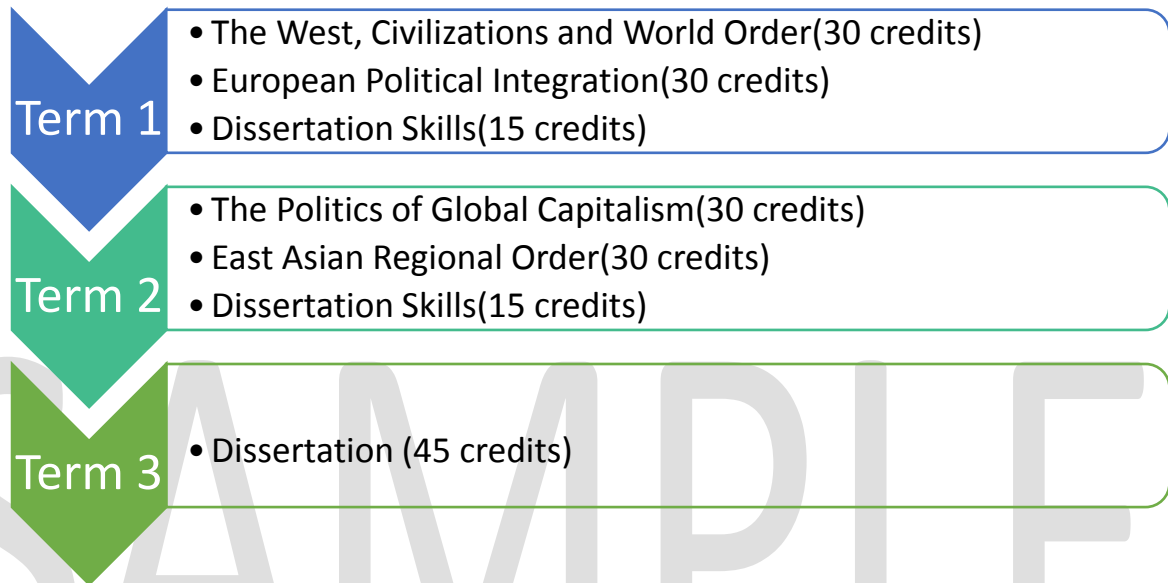 Term 1
• The West, Civilizations and World Order(30 credits)
• European Political Integration(30 credits)
• Dissertation Skills(15 credits)
Term 2
• The Politics of Global Capitalism(30 credits)
• East Asian Regional Order(30 credits)
• Dissertation Skills(15 credits)
Term 3
• Dissertation (45 credits)
SAMPLE